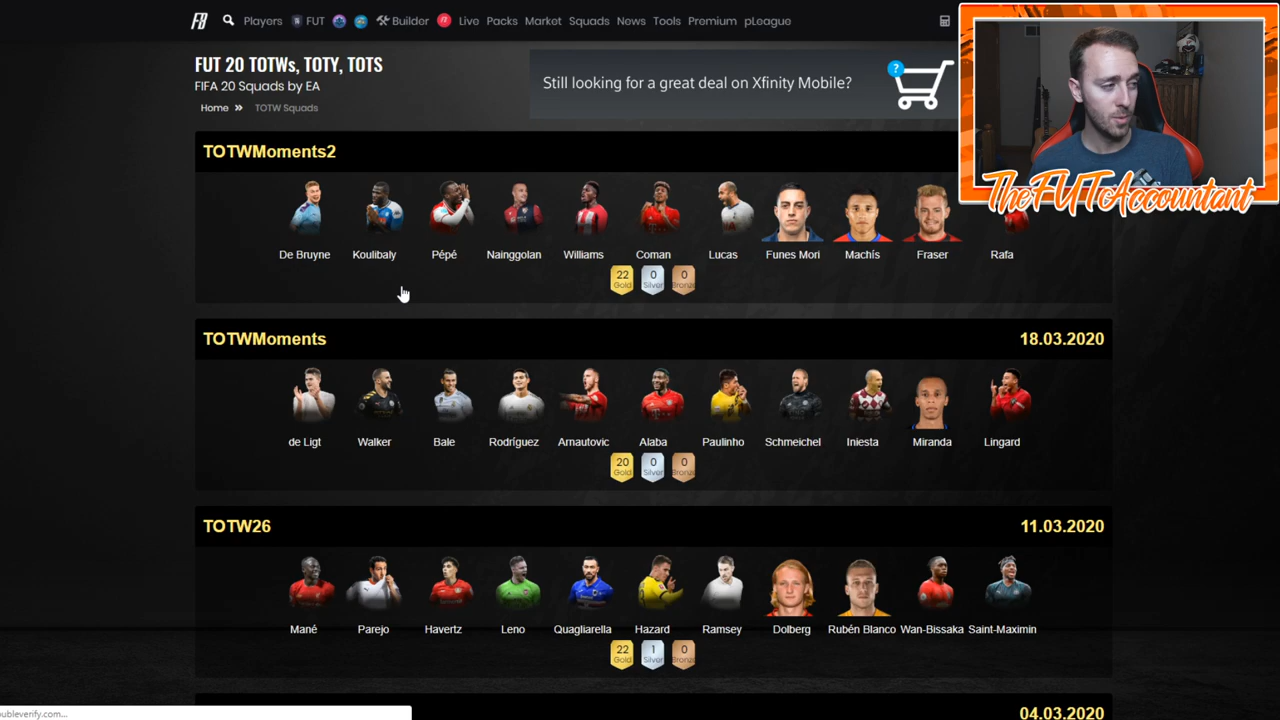 FB Players FUT Builder Live Packs Market Squads News Tools Premium pLeague
FUT 20 TOTWs, TOTY, TOTS
FIFA 20 Squads by EA
Home » TOTW Squads
Still looking for a great deal on Xfinity Mobile?
?
TheFUTAccountant
TOTWMoments2
De Bruyne Koulibaly Pépé Nainggolan Williams Coman Lucas Funes Mori Machís Fraser Rafa
22 0 0
Gold Silver Bronze
TOTWMoments 18.03.2020
de Ligt Walker Bale Rodríguez Arnautovic Alaba Paulinho Schmeichel Iniesta Miranda Lingard
20 0 0
Gold Silver Bronze
TOTW26 11.03.2020
Mané Parejo Havertz Leno Quagliarella Hazard Ramsey Dolberg Rubén Blanco Wan-Bissaka Saint-Maximin
22 1 0
Gold Silver Bronze
04.03.2020
oubleverify.com...